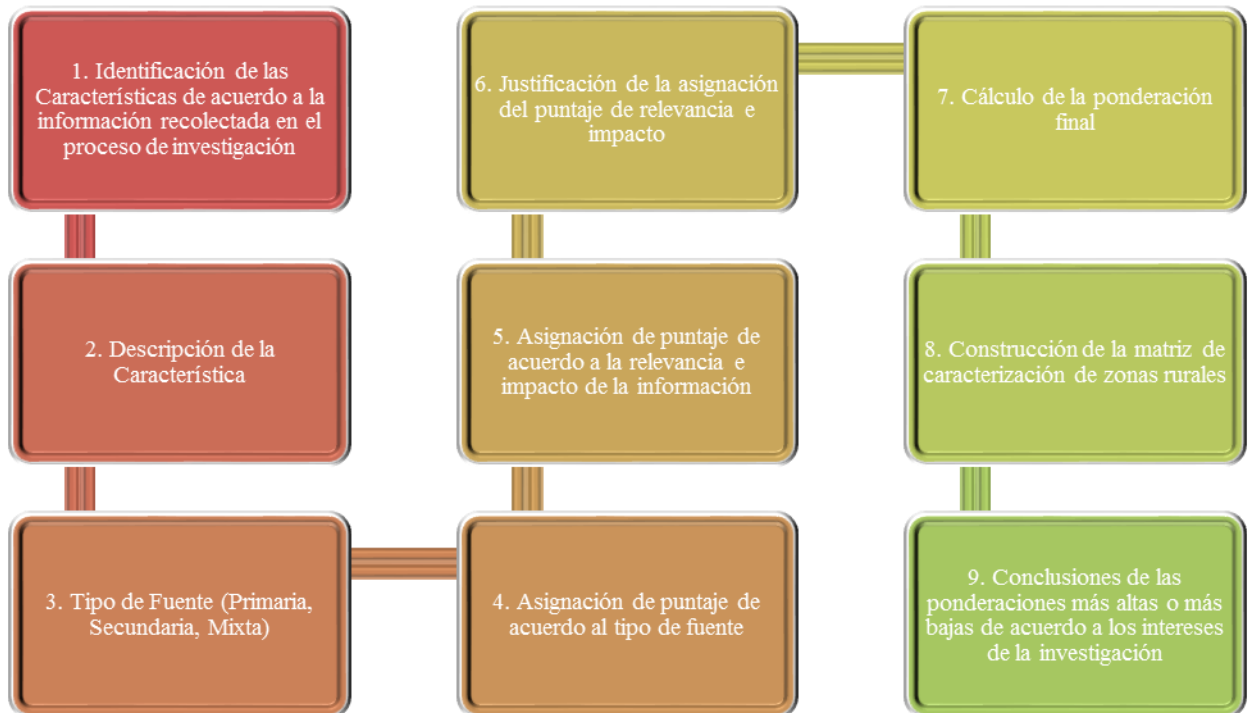 1. Identificación de las
Características de acuerdo a la
información recolectada en el
proceso de investigación
2. Descripción de la
Característica
3. Tipo de Fuente (Primaria,
Secundaria, Mixta)
4. Asignación de puntaje de
acuerdo al tipo de fuente
5. Asignación de puntaje de
acuerdo a la relevancia e
impacto de la información
6. Justificación de la asignación
del puntaje de relevancia e
impacto
7. Cálculo de la ponderación
final
8. Construcción de la matriz de
caracterización de zonas rurales
9. Conclusiones de las
ponderaciones más altas o más
bajas de acuerdo a los intereses
de la investigación